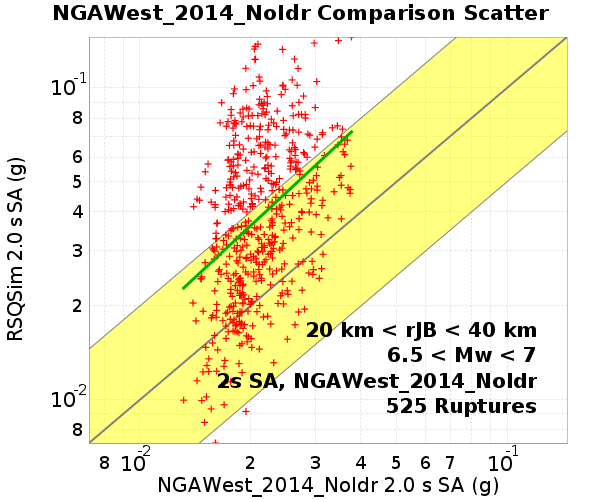 NGAWest_2014_NoIdr Comparison Scatter
RSQSim 2.0 s SA (g)
10⁻¹
8
6
5
4
3
2
10⁻²
8
20 km < rJB < 40 km
6.5 < Mw < 7
2s SA, NGAWest_2014_NoIdr
525 Ruptures
8 10⁻² 2 3 4 5 6 7 10⁻¹
NGAWest_2014_NoIdr 2.0 s SA (g)